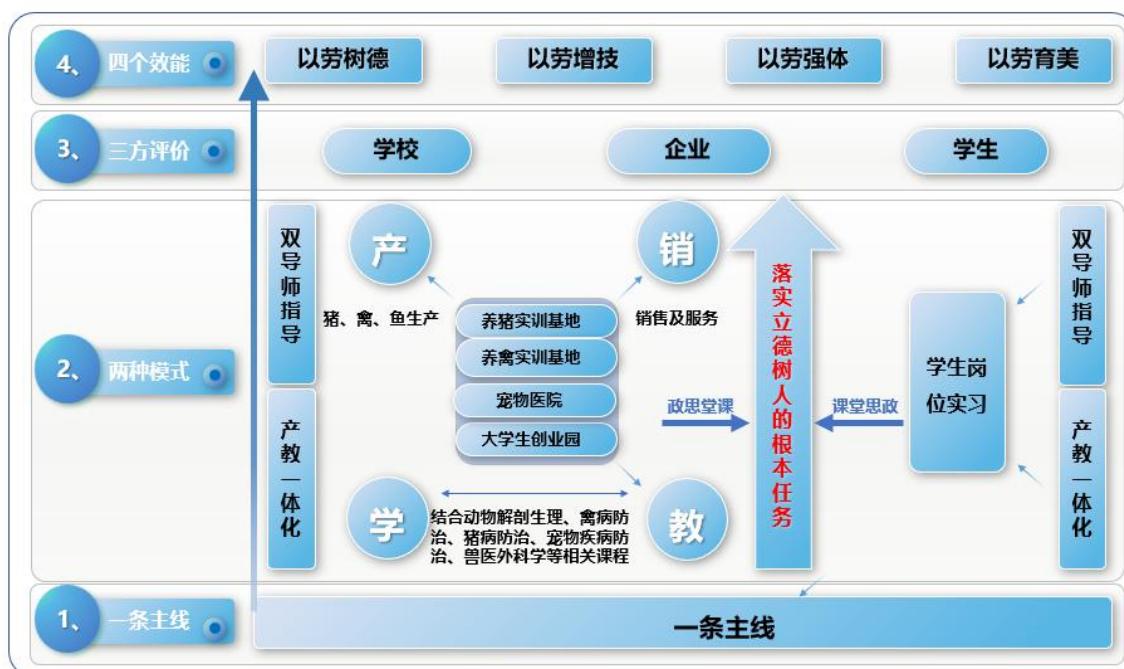 4、 四个效能
以劳树德
以劳增技
以劳强体
以劳育美
3、 三方评价
学校
企业
学生
2、 两种模式
双导师指导
产教一体化
产
猪、禽、鱼生产
销
销售及服务
养猪实训基地
养禽实训基地
宠物医院
大学生创业园
学
教
结合动物解剖生理、禽病防
治、猪病防治、宠物疾病防
治、兽医外科学等相关课程
政思堂课
落实立德树人的根本任务
课堂思政
学生岗
位实习
双导师指导
产教一体化
1、 一条主线
一条主线